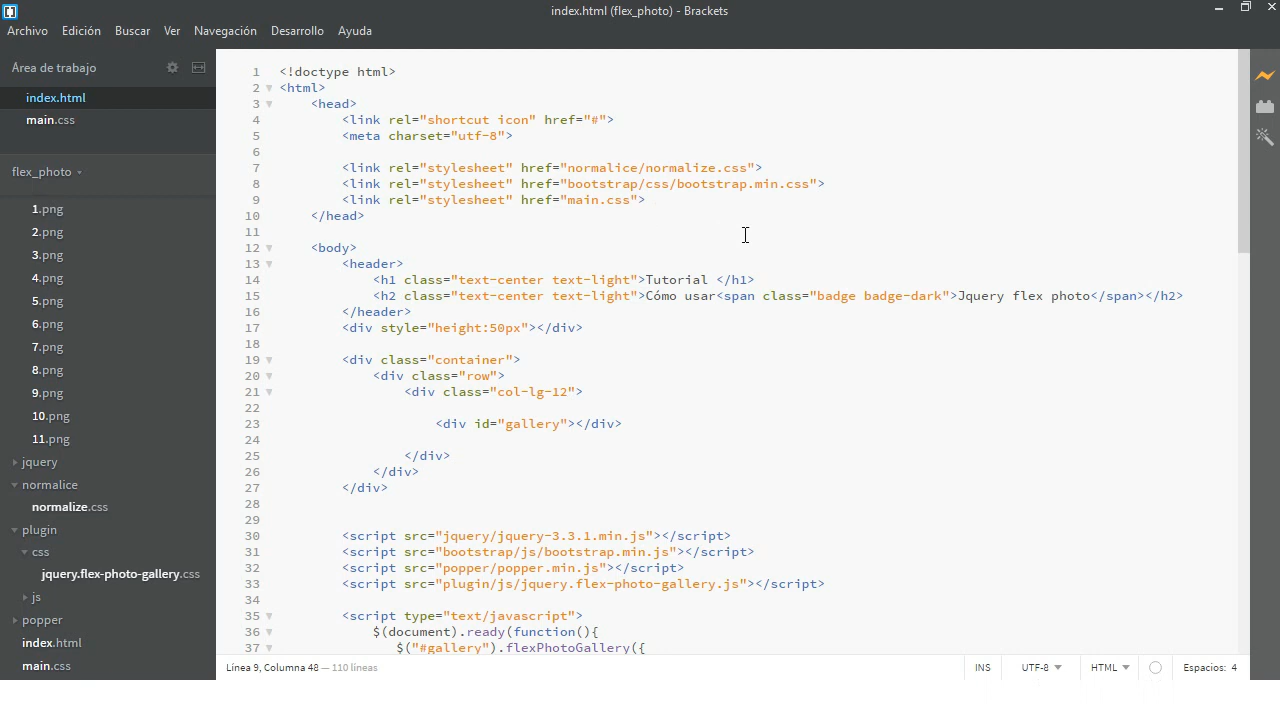 index.html (flex_photo) - Brackets
Archivo Edición Buscar Ver Navegación Desarrollo Ayuda
Área de trabajo
index.html
main.css
flex_photo
1.png
2.png
3.png
4.png
5.png
6.png
7.png
8.png
9.png
10.png
11.png
jquery
normalice
normalize.css
plugin
css
jquery.flex-photo-gallery.css
js
popper
index.html
main.css
1 <!doctype html>
2 <html>
3 <head>
4 <link rel="shortcut icon" href="#">
5 <meta charset="utf-8">
6
7 <link rel="stylesheet" href="normalice/normalize.css">
8 <link rel="stylesheet" href="bootstrap/css/bootstrap.min.css">
9 <link rel="stylesheet" href="main.css">
10 </head>
11
12 <body>
13 <header>
14 <h1 class="text-center text-light">Tutorial </h1>
15 <h2 class="text-center text-light">Cómo usar<span class="badge badge-dark">Jquery flex photo</span></h2>
16 </header>
17 <div style="height:50px"></div>
18
19 <div class="container">
20 <div class="row">
21 <div class="col-lg-12">
22
23 <div id="gallery"></div>
24
25 </div>
26 </div>
27 </div>
28
29
30 <script src="jquery/jquery-3.3.1.min.js"></script>
31 <script src="bootstrap/js/bootstrap.min.js"></script>
32 <script src="popper/popper.min.js"></script>
33 <script src="plugin/js/jquery.flex-photo-gallery.js"></script>
34
35 <script type="text/javascript">
36 $(document).ready(function(){
37 $("#gallery").flexPhotoGallery({
Línea 9, Columna 48 — 110 líneas
INS UTF-8 HTML Espacios: 4